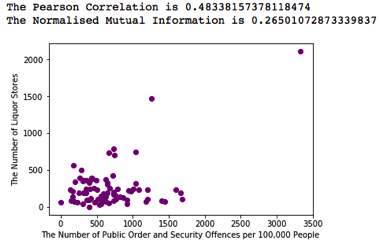 The Pearson Correlation is 0.48338157378118474
The Normalised Mutual Information is 0.26501072873339837
The Number of Liquor Stores
2000
1500
1000
500
0
0 500 1000 1500 2000 2500 3000 3500
The Number of Public Order and Security Offences per 100,000 People